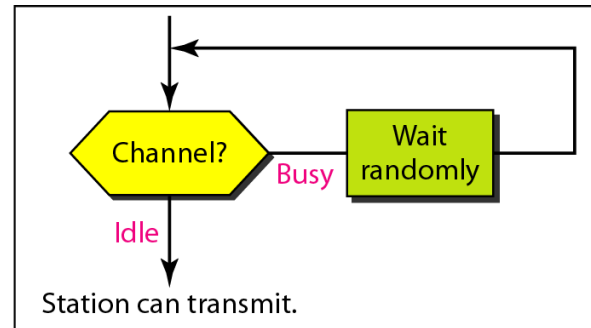 Channel?
Busy
Wait
randomly
Idle
Station can transmit.